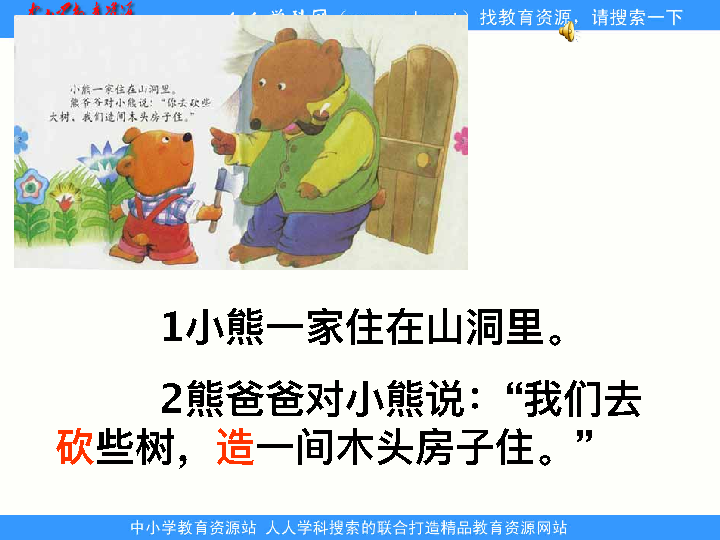 找教育资源，请搜索一下
小熊一家住在山洞里。
熊爸爸对小熊说：“你去砍些
大树，我们造间木头房子住。”
1小熊一家住在山洞里。
2熊爸爸对小熊说：“我们去
砍些树，造一间木头房子住。”
中小学教育资源站 人人学科搜索的联合打造精品教育资源网站